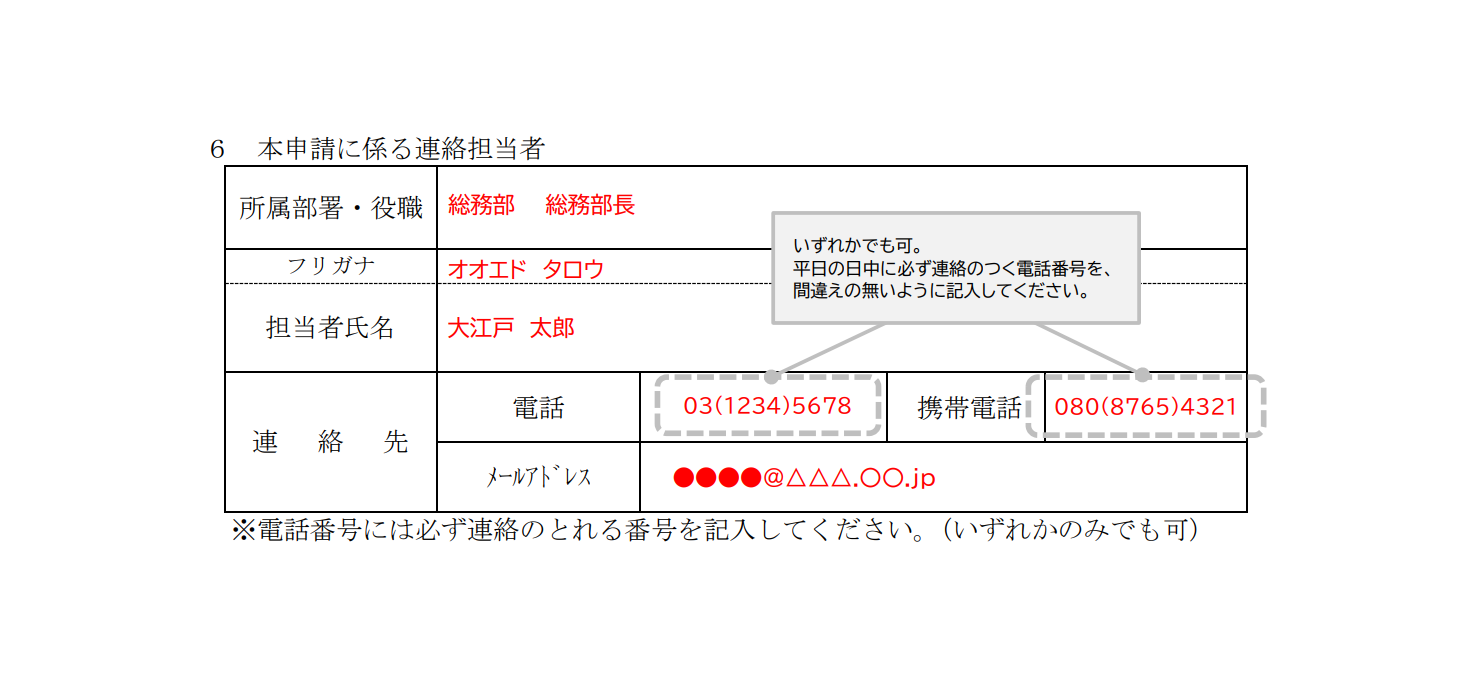 ６　本申請に係る連絡担当者
所属部署・役職　総務部　総務部長
いずれかでも可。
平日の日中に必ず連絡のつく電話番号を、
間違えの無いように記入してください。
フリガナ　オオエド　タロウ
担当者氏名　大江戸　太郎
連　絡　先
電話　03(1234)5678　携帯電話　080(8765)4321
ﾒｰﾙｱﾄﾞﾚｽ　●●●●@△△△.〇〇.jp
※電話番号には必ず連絡のとれる番号を記入してください。（いずれかのみでも可）